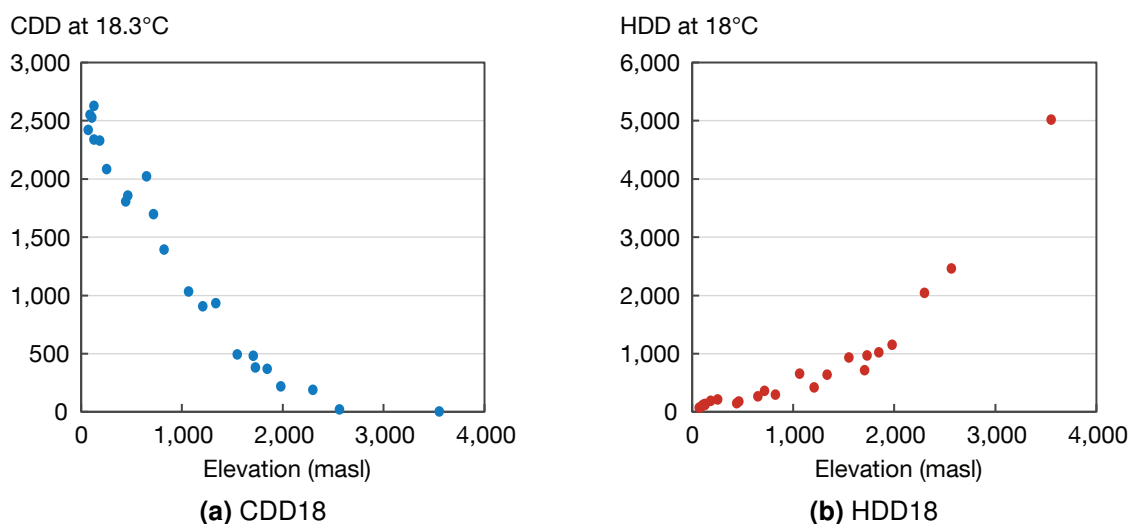 CDD at 18.3°C
3,000
2,500
2,000
1,500
1,000
500
0
0 1,000 2,000 3,000 4,000
Elevation (masl)
(a) CDD18
HDD at 18°C
6,000
5,000
4,000
3,000
2,000
1,000
0
0 1,000 2,000 3,000 4,000
Elevation (masl)
(b) HDD18